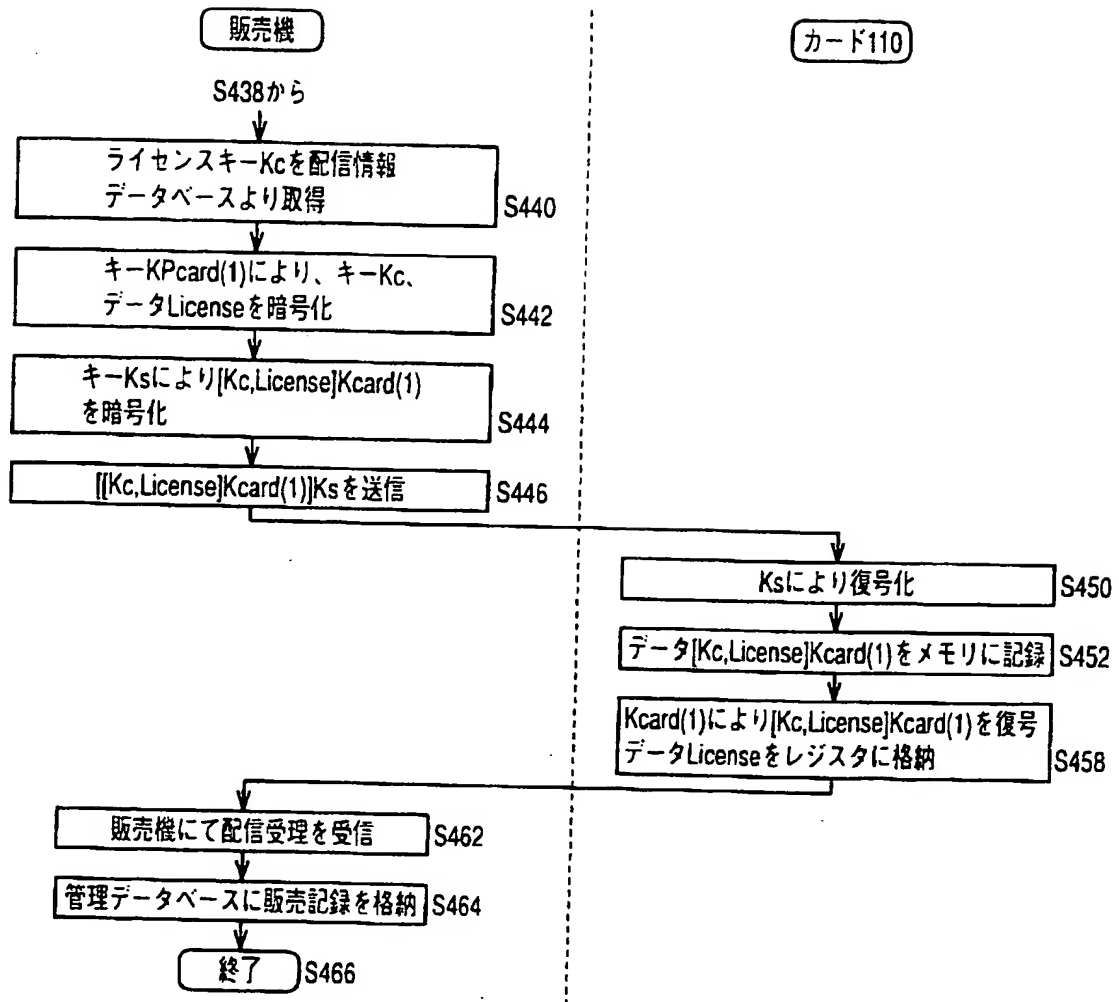 販売機
カード110
S438から
ライセンスキーKcを配信情報
データベースより取得
S440
キーKPcard(1)により、キーKc、
データLicenseを暗号化
S442
キーKsにより[Kc,License]Kcard(1)
を暗号化
S444
[[Kc,License]Kcard(1)]Ksを送信
S446
Ksにより復号化
S450
データ[Kc,License]Kcard(1)をメモリに記録
S452
Kcard(1)により[Kc,License]Kcard(1)を復号
データLicenseをレジスタに格納
S458
販売機にて配信受理を受信
S462
管理データベースに販売記録を格納
S464
終了
S466